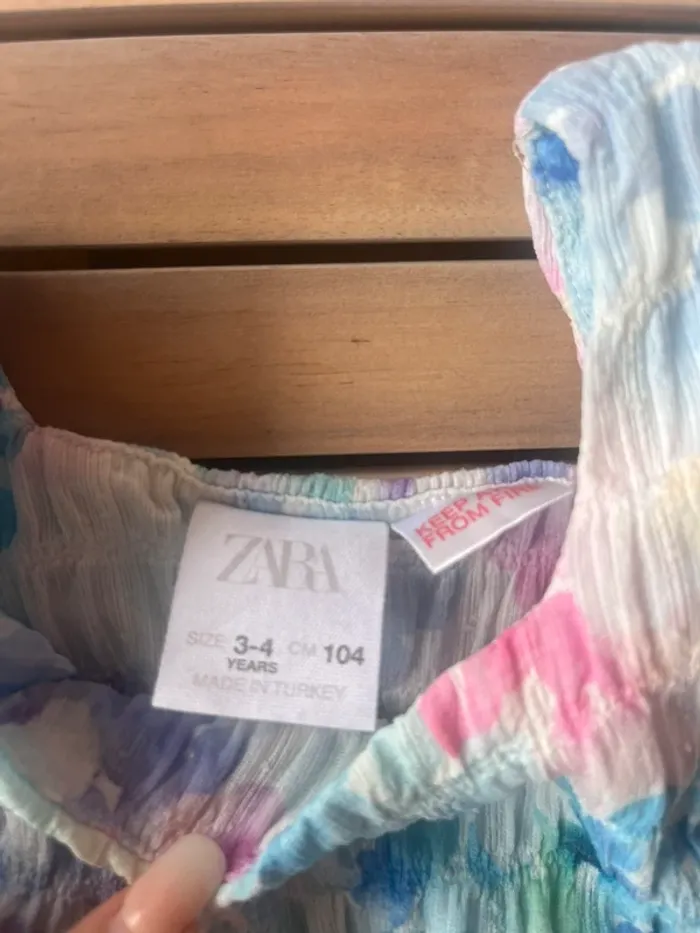 ZARA
SIZE 3-4 CM 104
YEARS
MADE IN TURKEY
KEEP
FROM